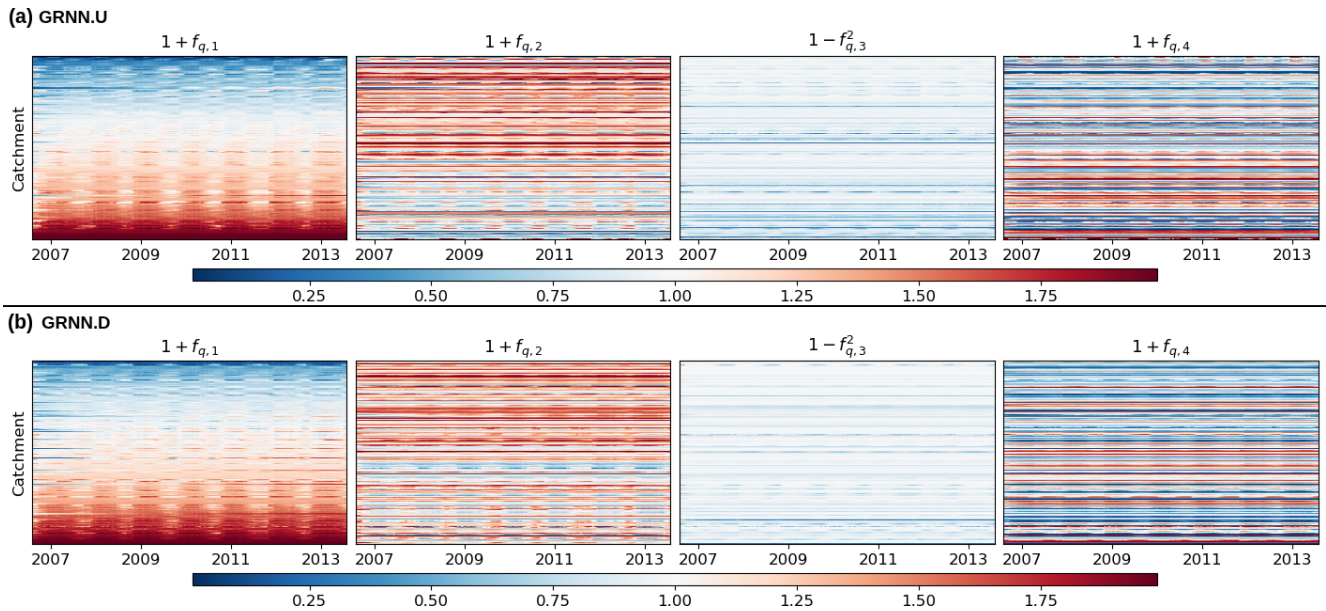 (a) GRNN.U
1 + f_{q,1} 1 + f_{q,2} 1 − f²_{q,3} 1 + f_{q,4}
Catchment
2007 2009 2011 2013 2007 2009 2011 2013 2007 2009 2011 2013 2007 2009 2011 2013
0.25 0.50 0.75 1.00 1.25 1.50 1.75
(b) GRNN.D
1 + f_{q,1} 1 + f_{q,2} 1 − f²_{q,3} 1 + f_{q,4}
Catchment
2007 2009 2011 2013 2007 2009 2011 2013 2007 2009 2011 2013 2007 2009 2011 2013
0.25 0.50 0.75 1.00 1.25 1.50 1.75